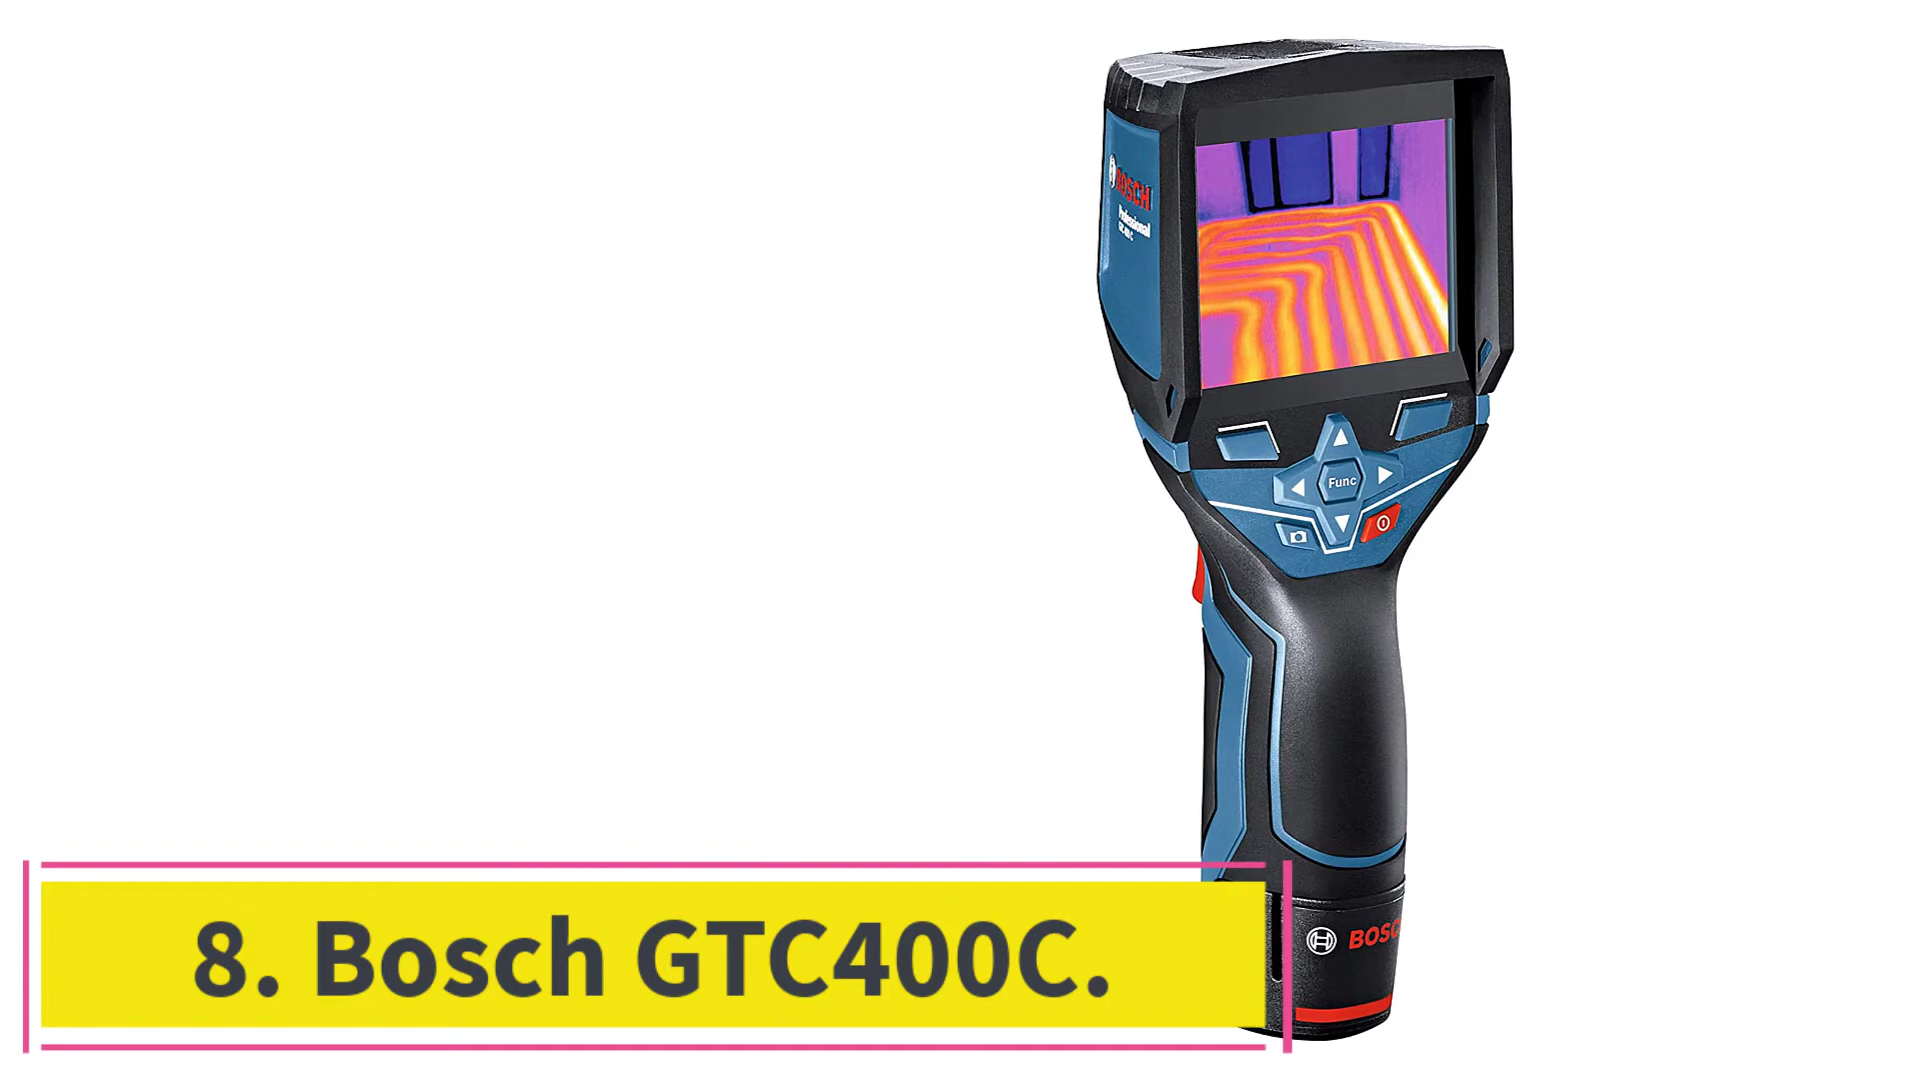 BOSCH
Professional
Func
BOSC
8. Bosch GTC400C.